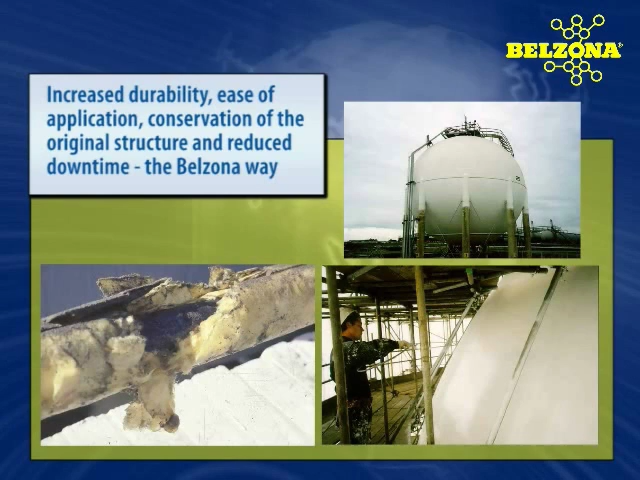 BELZONA®
Increased durability, ease of
application, conservation of the
original structure and reduced
downtime - the Belzona way